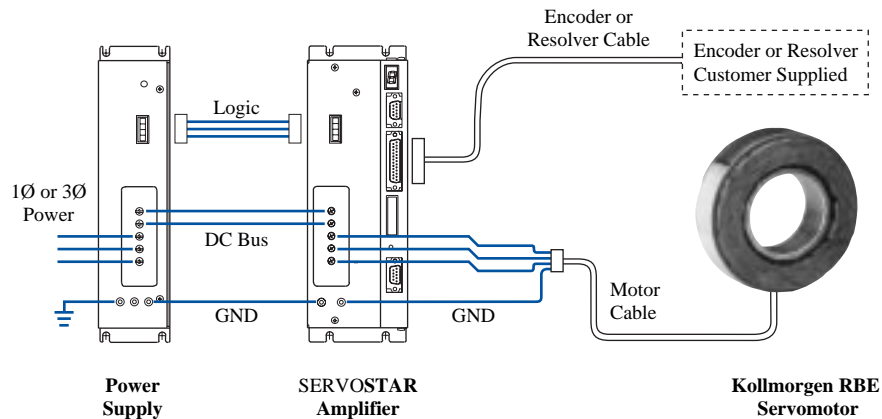 Encoder or
Resolver Cable
Encoder or Resolver
Customer Supplied
Logic
1Ø or 3Ø
Power
DC Bus
GND
GND
Motor
Cable
Power
Supply
SERVOSTAR
Amplifier
Kollmorgen RBE
Servomotor